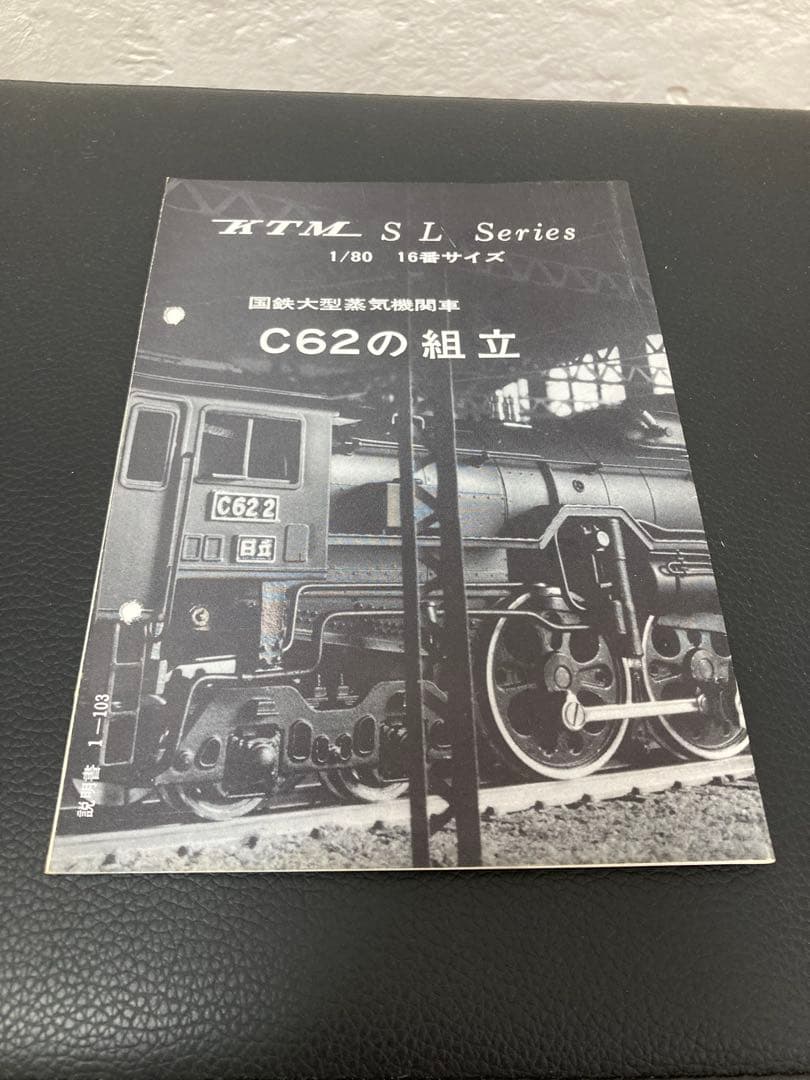 KTM SL Series
1/80 16番サイズ
国鉄大型蒸気機関車
C62の組立
C62 2
日立
説明書 1-103